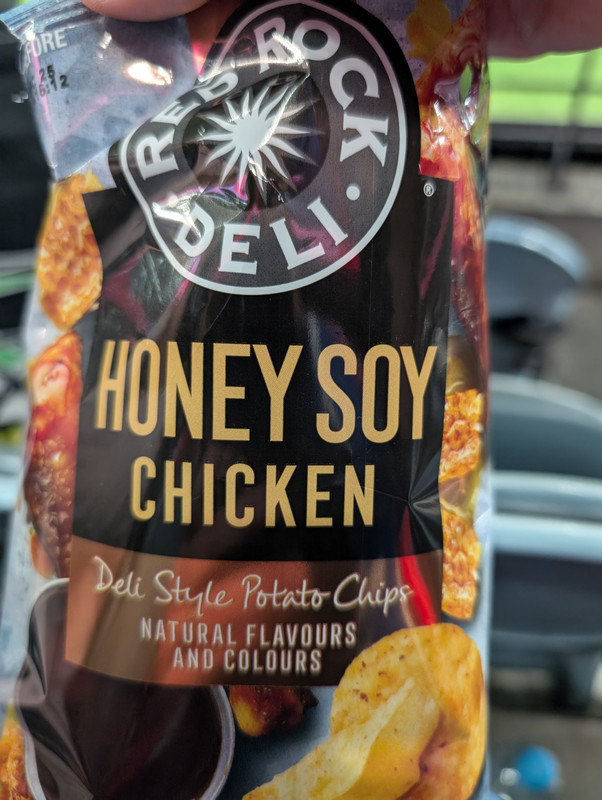 RED ROCK
DELI
®
HONEY SOY
CHICKEN
Deli Style Potato Chips
NATURAL FLAVOURS
AND COLOURS